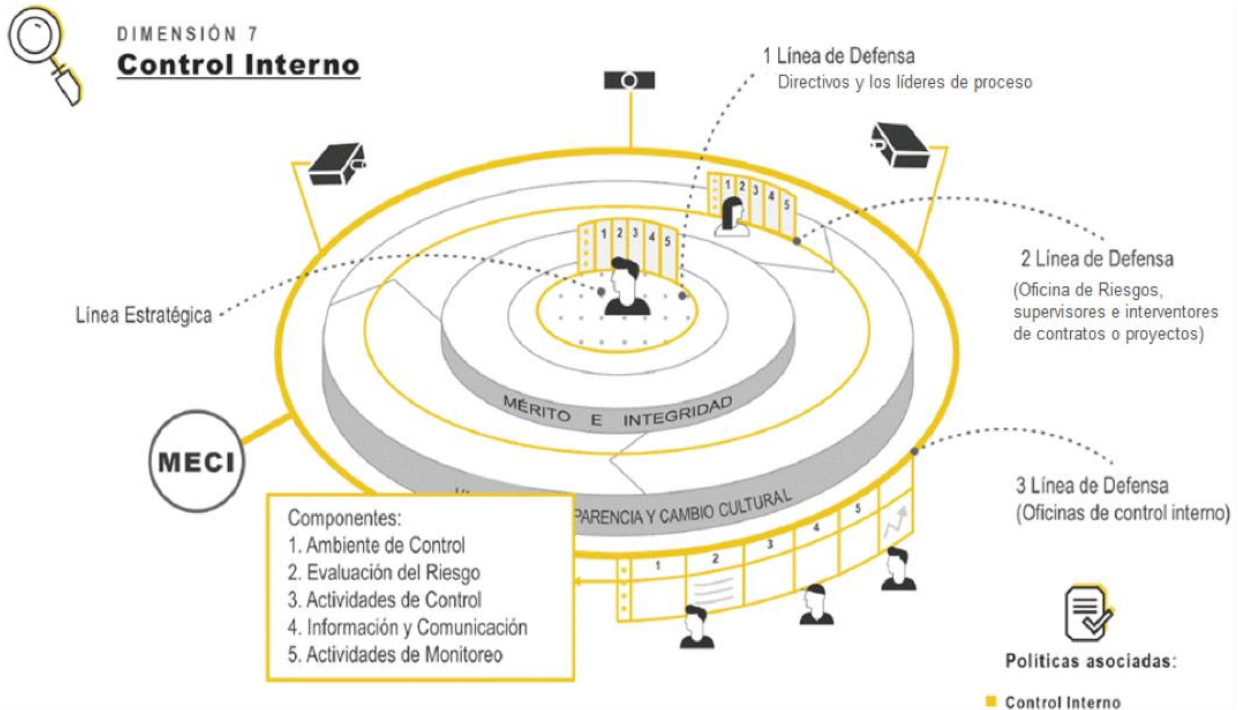 DIMENSIÓN 7
Control Interno
1 Línea de Defensa
Directivos y los líderes de proceso
1 2 3 4 5
1 2 3 4 5
2 Línea de Defensa
(Oficina de Riesgos,
supervisores e interventores
de contratos o proyectos)
Línea Estratégica
MÉRITO E INTEGRIDAD
MECI
PARENCIA Y CAMBIO CULTURAL
3 Línea de Defensa
(Oficinas de control interno)
1 2 3 4 5
Componentes:
1. Ambiente de Control
2. Evaluación del Riesgo
3. Actividades de Control
4. Información y Comunicación
5. Actividades de Monitoreo
Políticas asociadas:
Control Interno